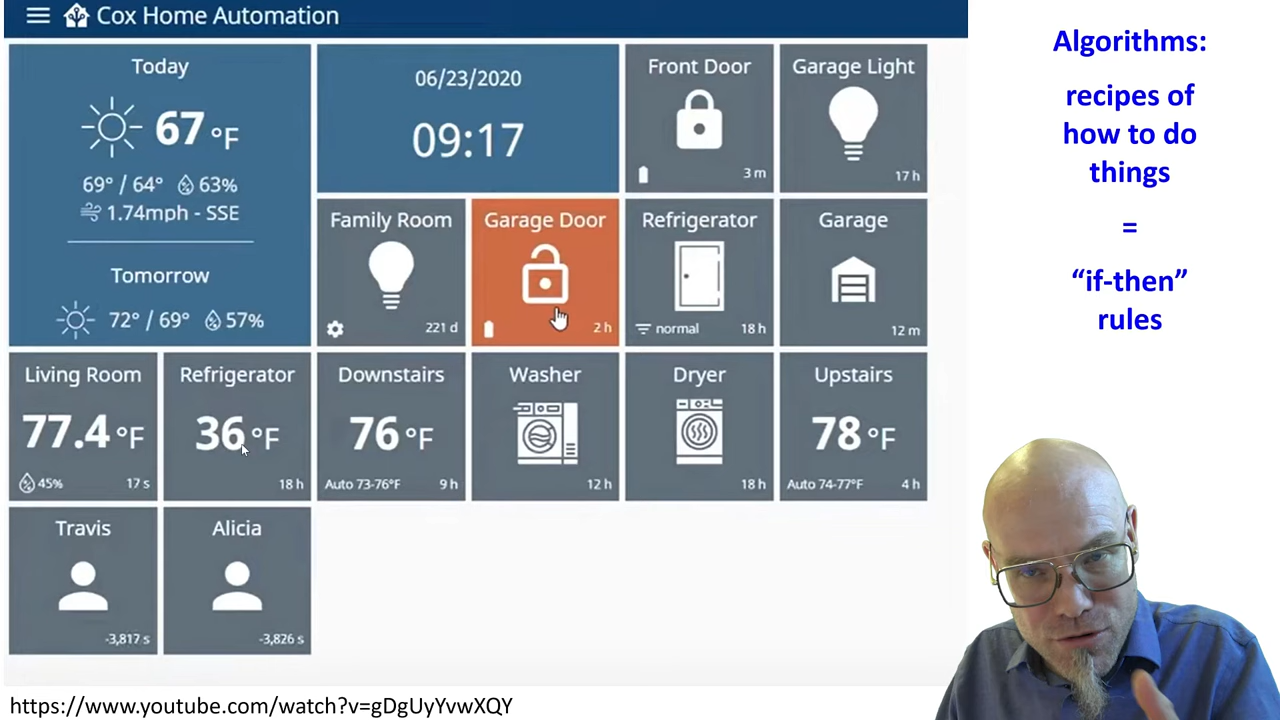 Cox Home Automation
Today
67 °F
69° / 64° 63%
1.74mph - SSE
Tomorrow
72° / 69° 57%
06/23/2020
09:17
Front Door
3 m
Garage Light
17 h
Family Room
221 d
Garage Door
2 h
Refrigerator
normal 18 h
Garage
12 m
Living Room
77.4 °F
45% 17 s
Refrigerator
36 °F
18 h
Downstairs
76 °F
Auto 73-76°F 9 h
Washer
12 h
Dryer
18 h
Upstairs
78 °F
Auto 74-77°F 4 h
Travis
-3,817 s
Alicia
-3,826 s
Algorithms:
recipes of
how to do
things
=
“if-then”
rules
https://www.youtube.com/watch?v=gDgUyYvwXQY